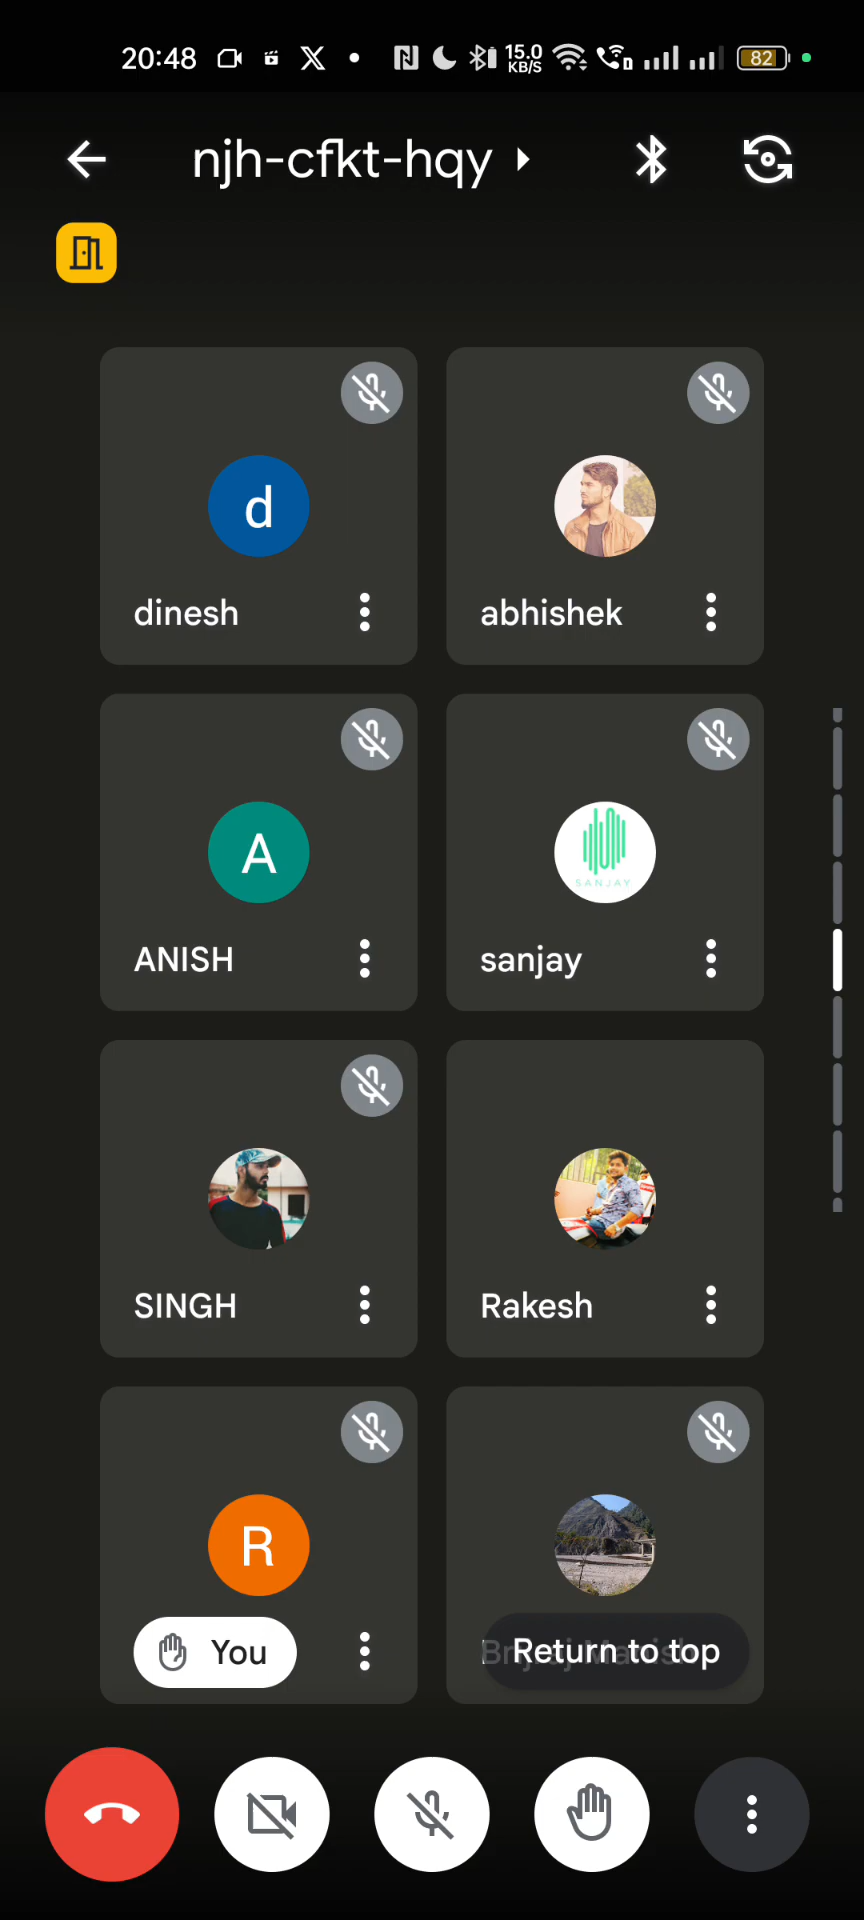 20:48 X 15.0 KB/S 82
njh-cfkt-hqy
d
dinesh
abhishek
A
ANISH
SANJAY
sanjay
SINGH
Rakesh
R
You
Return to top